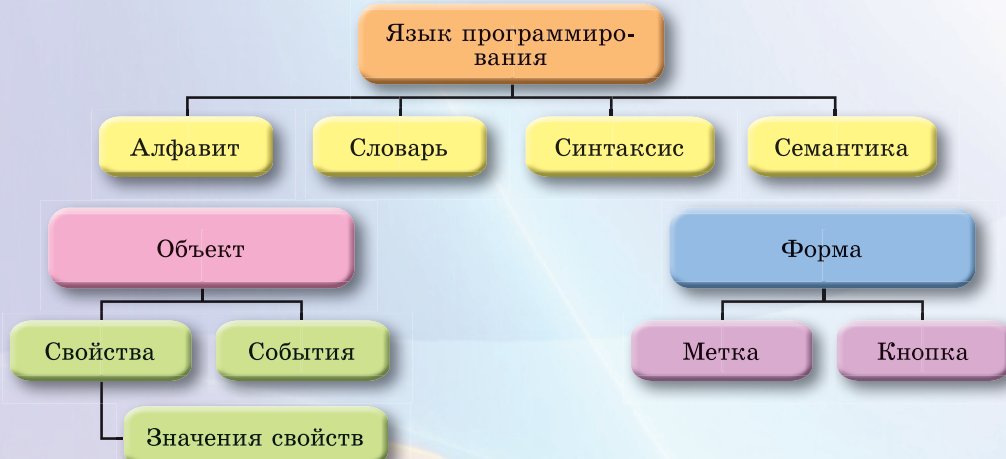 Язык программиро-
вания
Алфавит
Словарь
Синтаксис
Семантика
Объект
Форма
Свойства
События
Метка
Кнопка
Значения свойств